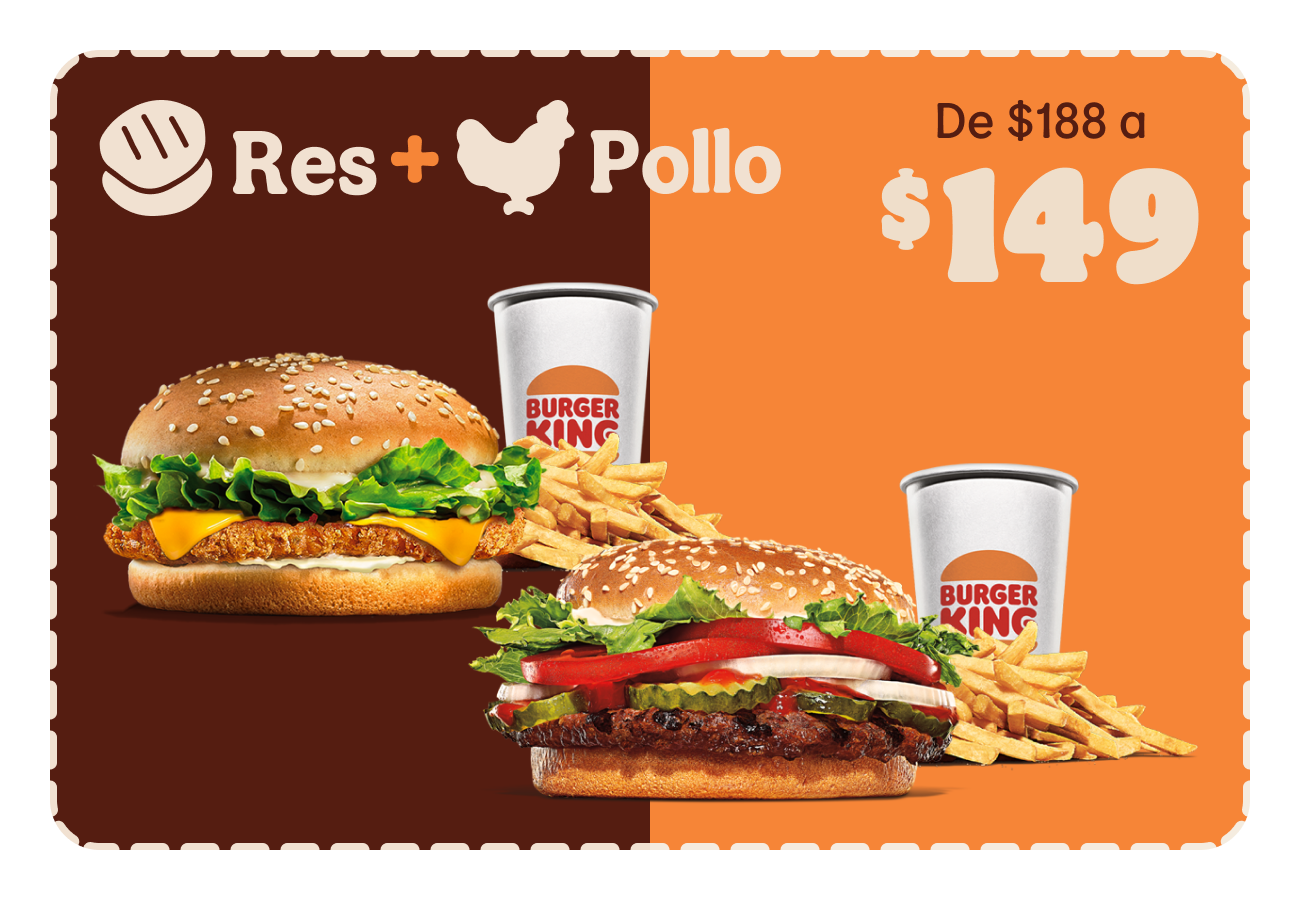 Res + Pollo
De $188 a
$149
BURGER
KING
BURGER
KING